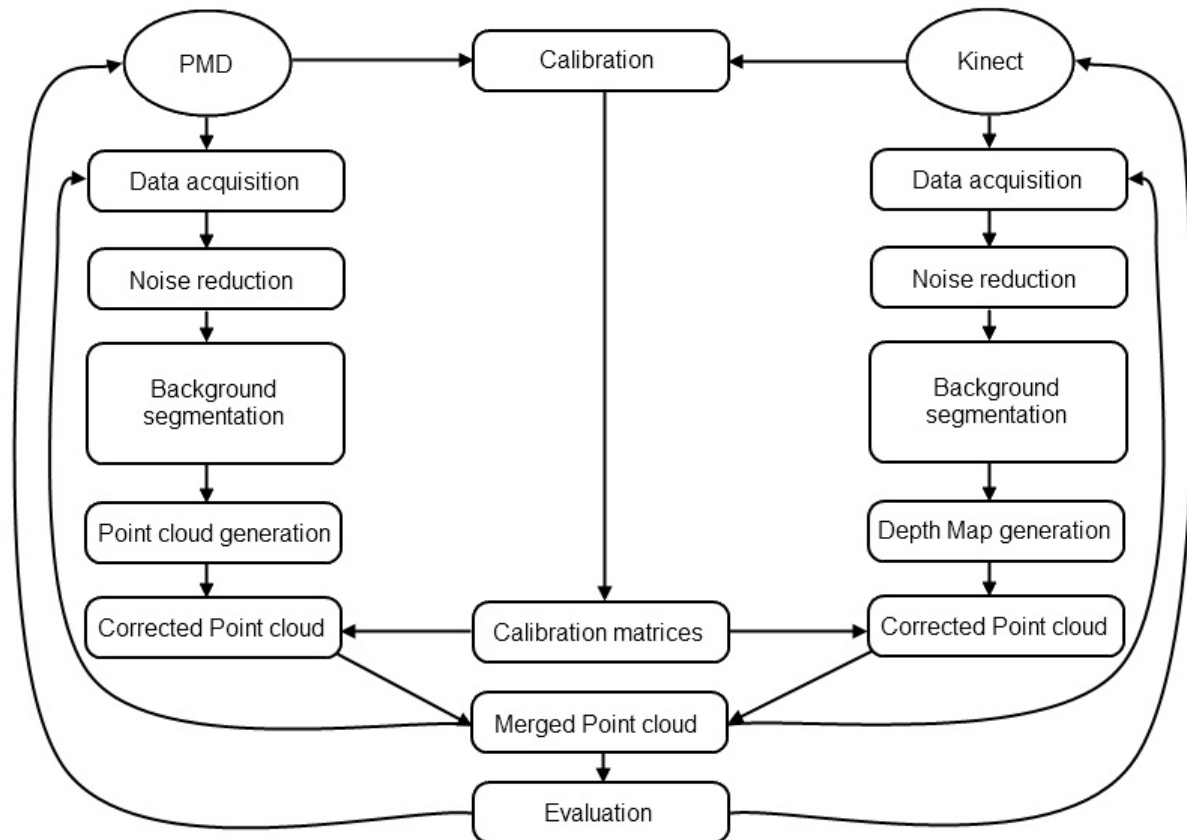 PMD
Calibration
Kinect
Data acquisition
Data acquisition
Noise reduction
Noise reduction
Background
segmentation
Background
segmentation
Point cloud generation
Depth Map generation
Corrected Point cloud
Calibration matrices
Corrected Point cloud
Merged Point cloud
Evaluation